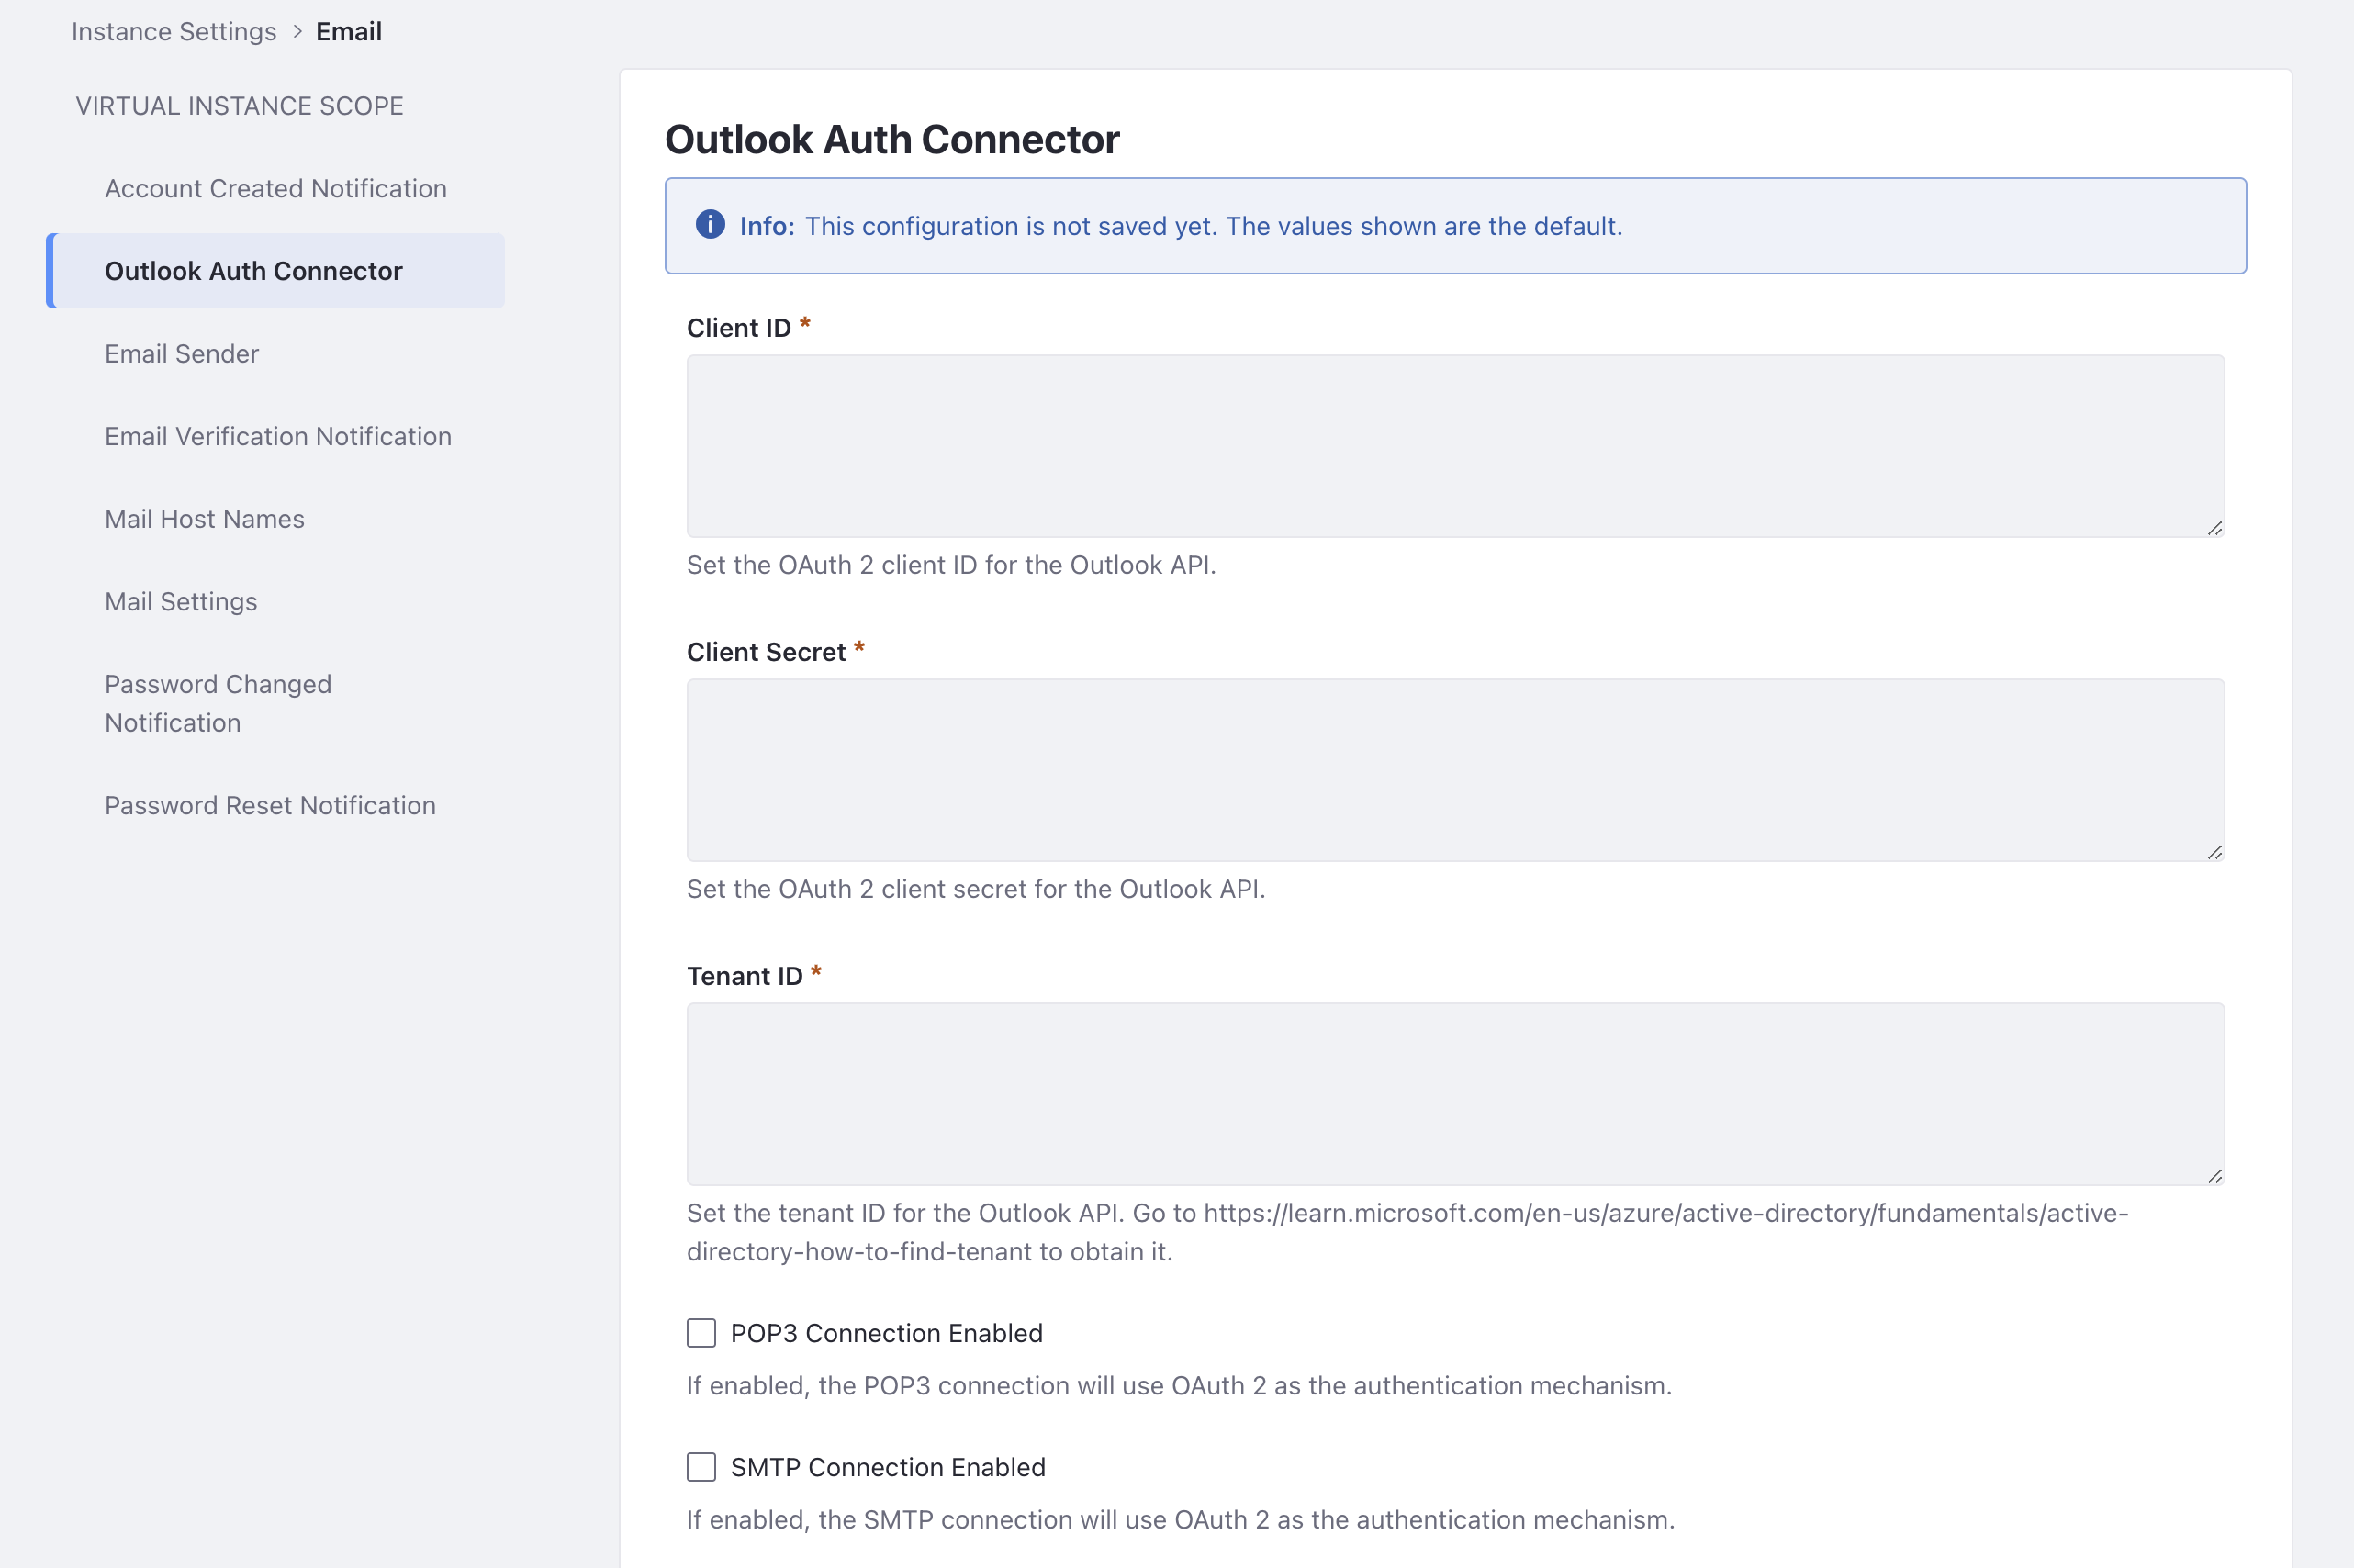 Instance Settings > Email
VIRTUAL INSTANCE SCOPE
Account Created Notification
Outlook Auth Connector
Email Sender
Email Verification Notification
Mail Host Names
Mail Settings
Password Changed
Notification
Password Reset Notification
Outlook Auth Connector
Info: This configuration is not saved yet. The values shown are the default.
Client ID *
Set the OAuth 2 client ID for the Outlook API.
Client Secret *
Set the OAuth 2 client secret for the Outlook API.
Tenant ID *
Set the tenant ID for the Outlook API. Go to https://learn.microsoft.com/en-us/azure/active-directory/fundamentals/active-
directory-how-to-find-tenant to obtain it.
POP3 Connection Enabled
If enabled, the POP3 connection will use OAuth 2 as the authentication mechanism.
SMTP Connection Enabled
If enabled, the SMTP connection will use OAuth 2 as the authentication mechanism.